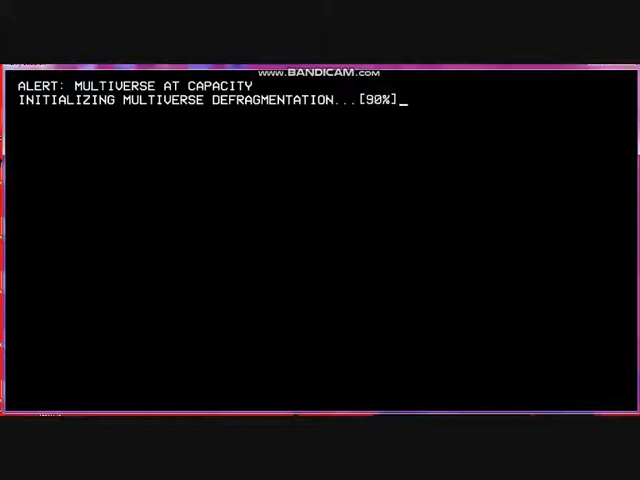 www.BANDICAM.com
ALERT: MULTIVERSE AT CAPACITY
INITIALIZING MULTIVERSE DEFRAGMENTATION...[90%]_